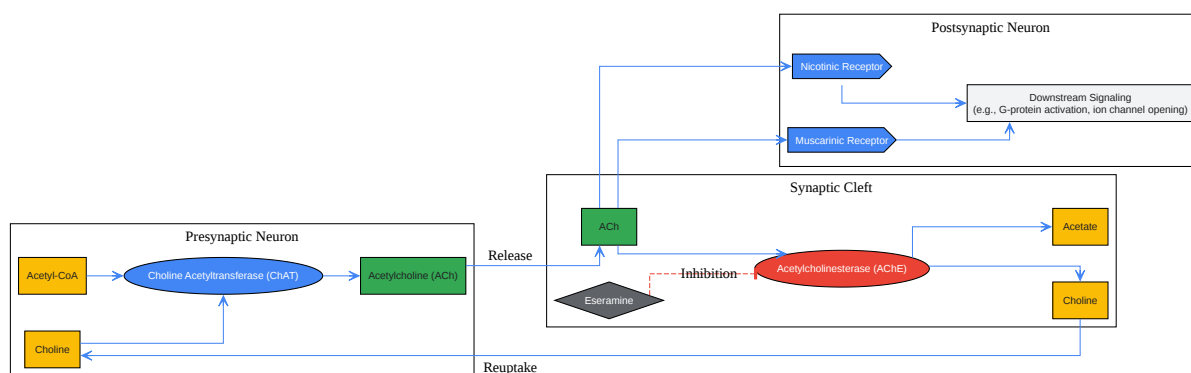 Postsynaptic Neuron
Nicotinic Receptor
Downstream Signaling
(e.g., G-protein activation, ion channel opening)
Muscarinic Receptor
Synaptic Cleft
ACh
Acetate
Presynaptic Neuron
Release
Acetyl-CoA
Choline Acetyltransferase (ChAT)
Acetylcholine (ACh)
Inhibition
Acetylcholinesterase (AChE)
Eseramine
Choline
Choline
Reuptake